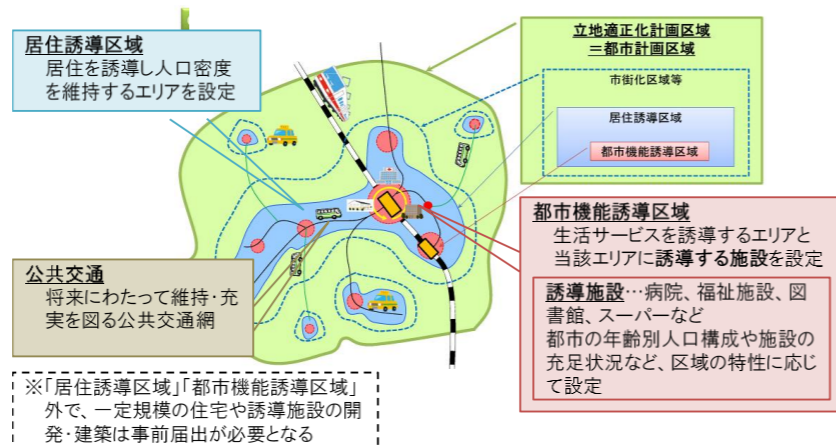 居住誘導区域
居住を誘導し人口密度
を維持するエリアを設定
立地適正化計画区域
＝都市計画区域
市街化区域等
居住誘導区域
都市機能誘導区域
都市機能誘導区域
生活サービスを誘導するエリアと
当該エリアに誘導する施設を設定
誘導施設…病院、福祉施設、図
書館、スーパーなど
都市の年齢別人口構成や施設の
充足状況など、区域の特性に応じ
て設定
公共交通
将来にわたって維持・充
実を図る公共交通網
※「居住誘導区域」「都市機能誘導区域」
外で、一定規模の住宅や誘導施設の開
発・建築は事前届出が必要となる